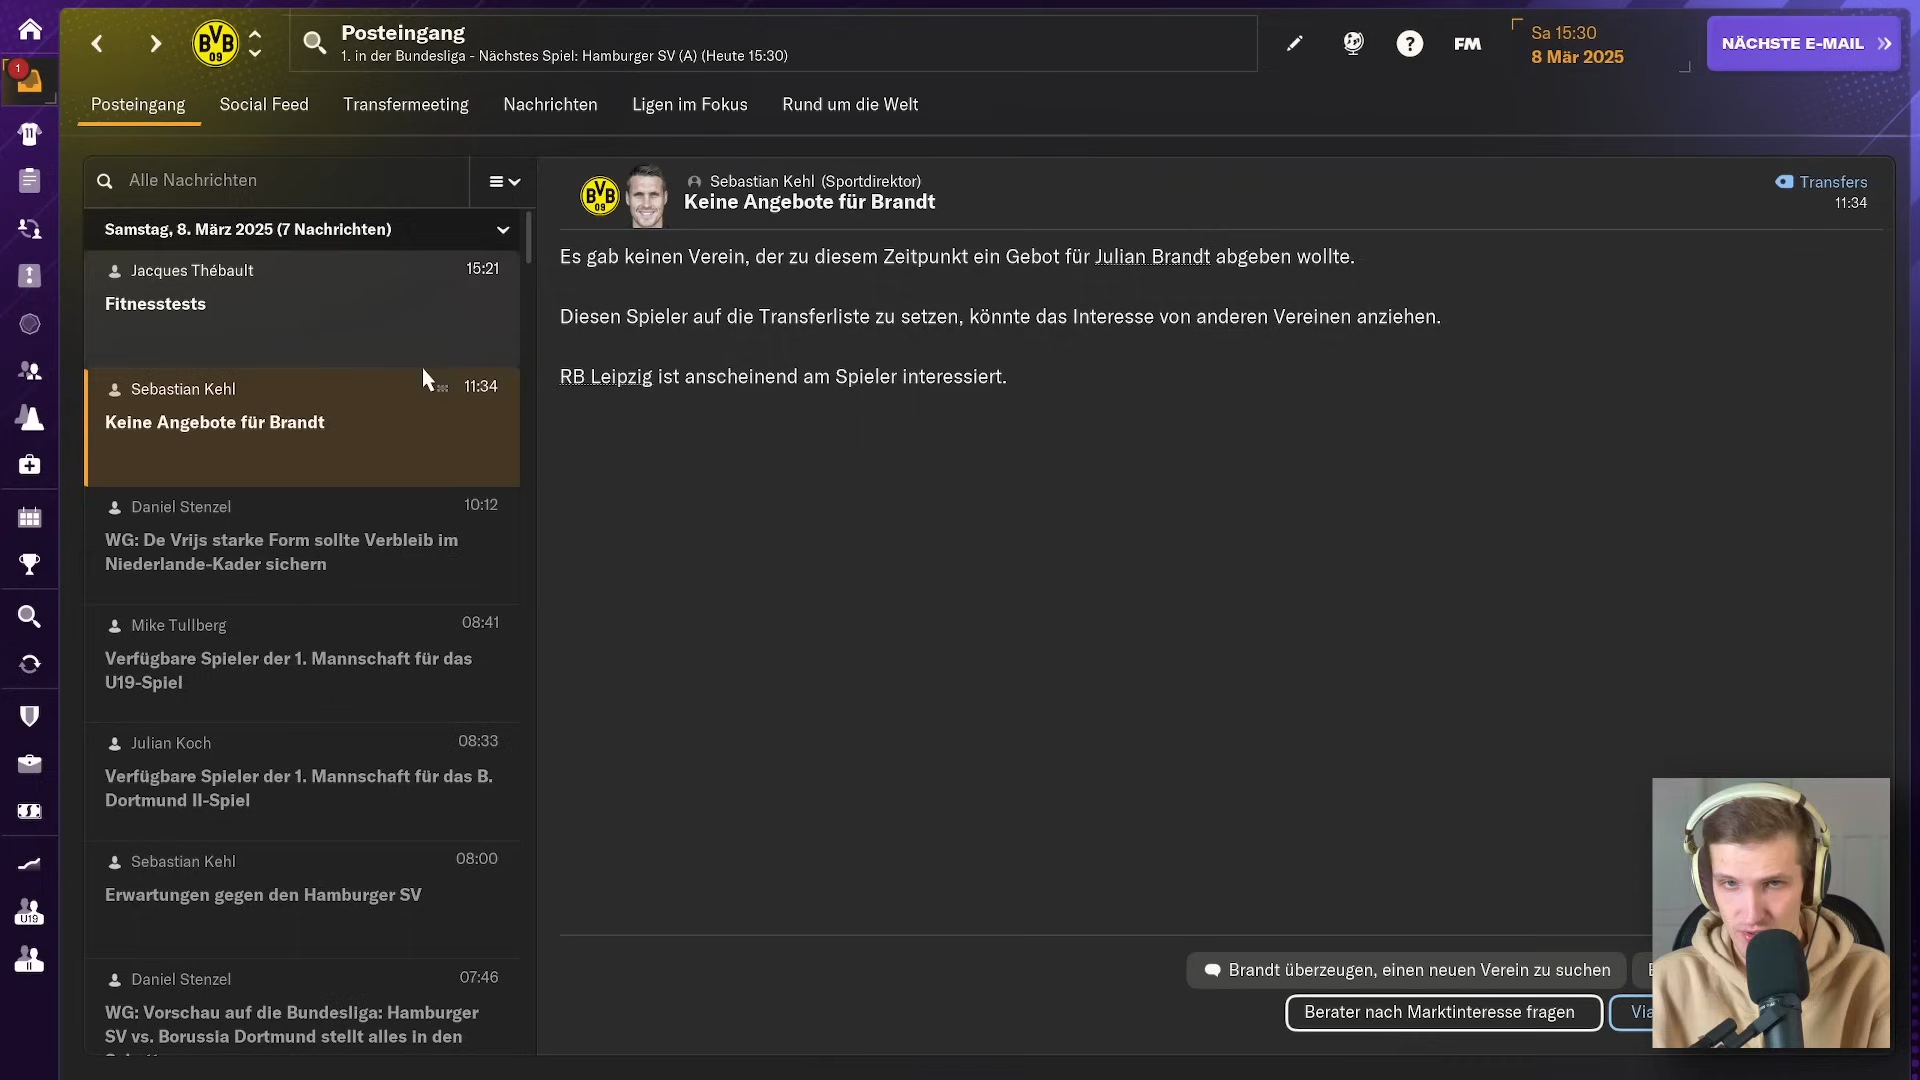 1
BVB
09
Posteingang
1. in der Bundesliga - Nächstes Spiel: Hamburger SV (A) (Heute 15:30)
?
FM
Sa 15:30
8 Mär 2025
NÄCHSTE E-MAIL
Posteingang
Social Feed
Transfermeeting
Nachrichten
Ligen im Fokus
Rund um die Welt
11
Alle Nachrichten
Samstag, 8. März 2025 (7 Nachrichten)
Jacques Thébault
15:21
Fitnesstests
Sebastian Kehl
11:34
Keine Angebote für Brandt
Daniel Stenzel
10:12
WG: De Vrijs starke Form sollte Verbleib im
Niederlande-Kader sichern
Mike Tullberg
08:41
Verfügbare Spieler der 1. Mannschaft für das
U19-Spiel
Julian Koch
08:33
Verfügbare Spieler der 1. Mannschaft für das B.
Dortmund II-Spiel
Sebastian Kehl
08:00
Erwartungen gegen den Hamburger SV
Daniel Stenzel
07:46
WG: Vorschau auf die Bundesliga: Hamburger
SV vs. Borussia Dortmund stellt alles in den
U19
II
BVB
09
Sebastian Kehl (Sportdirektor)
Keine Angebote für Brandt
Transfers
11:34
Es gab keinen Verein, der zu diesem Zeitpunkt ein Gebot für Julian Brandt abgeben wollte.
Diesen Spieler auf die Transferliste zu setzen, könnte das Interesse von anderen Vereinen anziehen.
RB Leipzig ist anscheinend am Spieler interessiert.
Brandt überzeugen, einen neuen Verein zu suchen
Berater nach Marktinteresse fragen
Via